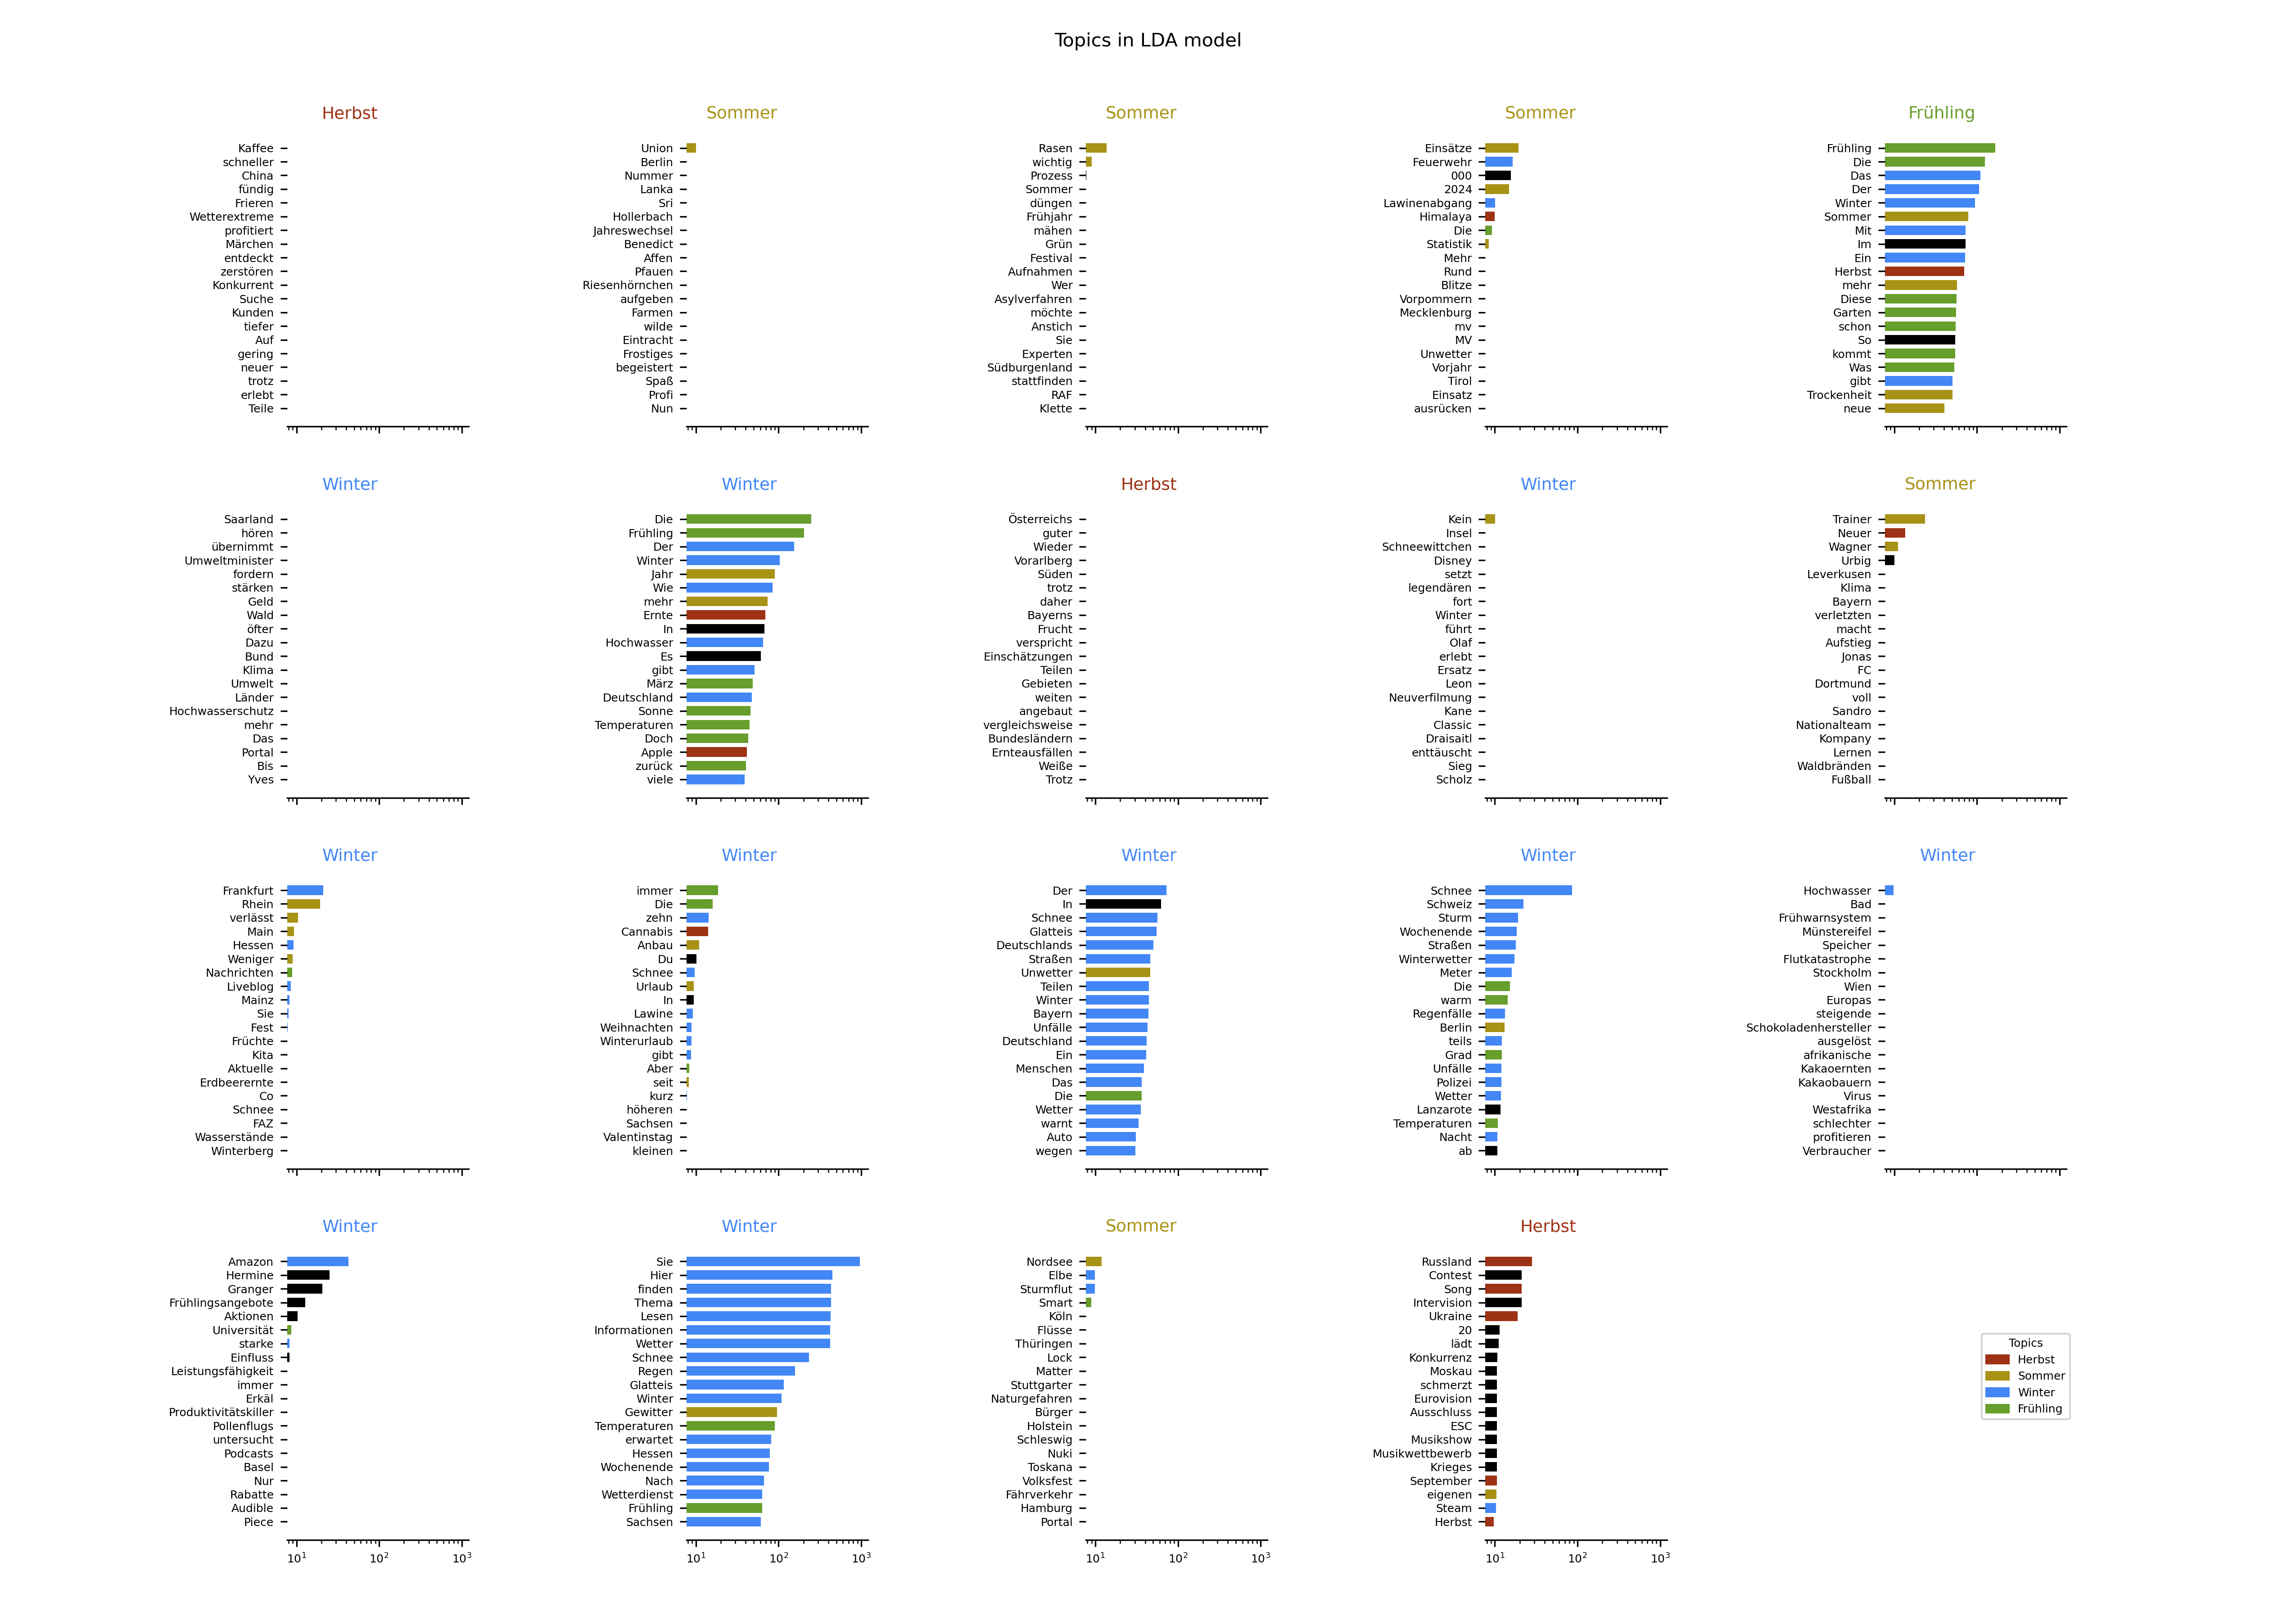 Topics in LDA model
Herbst
Kaffee
schneller
China
fündig
Frieren
Wetterextreme
profitiert
Märchen
entdeckt
zerstören
Konkurrent
Suche
Kunden
tiefer
Auf
gering
neuer
trotz
erlebt
Teile
Sommer
Union
Berlin
Nummer
Lanka
Sri
Hollerbach
Jahreswechsel
Benedict
Affen
Pfauen
Riesenhörnchen
aufgeben
Farmen
wilde
Eintracht
Frostiges
begeistert
Spaß
Profi
Nun
Sommer
Rasen
wichtig
Prozess
Sommer
düngen
Frühjahr
mähen
Grün
Festival
Aufnahmen
Wer
Asylverfahren
möchte
Anstich
Sie
Experten
Südburgenland
stattfinden
RAF
Klette
Sommer
Einsätze
Feuerwehr
000
2024
Lawinenabgang
Himalaya
Die
Statistik
Mehr
Rund
Blitze
Vorpommern
Mecklenburg
mv
MV
Unwetter
Vorjahr
Tirol
Einsatz
ausrücken
Frühling
Frühling
Die
Das
Der
Winter
Sommer
Mit
Im
Ein
Herbst
mehr
Diese
Garten
schon
So
kommt
Was
gibt
Trockenheit
neue
Winter
Saarland
hören
übernimmt
Umweltminister
fordern
stärken
Geld
Wald
öfter
Dazu
Bund
Klima
Umwelt
Länder
Hochwasserschutz
mehr
Das
Portal
Bis
Yves
Winter
Die
Frühling
Der
Winter
Jahr
Wie
mehr
Ernte
In
Hochwasser
Es
gibt
März
Deutschland
Sonne
Temperaturen
Doch
Apple
zurück
viele
Herbst
Österreichs
guter
Wieder
Vorarlberg
Süden
trotz
daher
Bayerns
Frucht
verspricht
Einschätzungen
Teilen
Gebieten
weiten
angebaut
vergleichsweise
Bundesländern
Ernteausfällen
Weiße
Trotz
Winter
Kein
Insel
Schneewittchen
Disney
setzt
legendären
fort
Winter
führt
Olaf
erlebt
Ersatz
Leon
Neuverfilmung
Kane
Classic
Draisaitl
enttäuscht
Sieg
Scholz
Sommer
Trainer
Neuer
Wagner
Urbig
Leverkusen
Klima
Bayern
verletzten
macht
Aufstieg
Jonas
FC
Dortmund
voll
Sandro
Nationalteam
Kompany
Lernen
Waldbränden
Fußball
Winter
Frankfurt
Rhein
verlässt
Main
Hessen
Weniger
Nachrichten
Liveblog
Mainz
Sie
Fest
Früchte
Kita
Aktuelle
Erdbeerernte
Co
Schnee
FAZ
Wasserstände
Winterberg
Winter
immer
Die
zehn
Cannabis
Anbau
Du
Schnee
Urlaub
In
Lawine
Weihnachten
Winterurlaub
gibt
Aber
seit
kurz
höheren
Sachsen
Valentinstag
kleinen
Winter
Der
In
Schnee
Glatteis
Deutschlands
Straßen
Unwetter
Teilen
Winter
Bayern
Unfälle
Deutschland
Ein
Menschen
Das
Die
Wetter
warnt
Auto
wegen
Winter
Schnee
Schweiz
Sturm
Wochenende
Straßen
Winterwetter
Meter
Die
warm
Regenfälle
Berlin
teils
Grad
Unfälle
Polizei
Wetter
Lanzarote
Temperaturen
Nacht
ab
Winter
Hochwasser
Bad
Frühwarnsystem
Münstereifel
Speicher
Flutkatastrophe
Stockholm
Wien
Europas
steigende
Schokoladenhersteller
ausgelöst
afrikanische
Kakaoernten
Kakaobauern
Virus
Westafrika
schlechter
profitieren
Verbraucher
Winter
Amazon
Hermine
Granger
Frühlingsangebote
Aktionen
Universität
starke
Einfluss
Leistungsfähigkeit
immer
Erkäl
Produktivitätskiller
Pollenflugs
untersucht
Podcasts
Basel
Nur
Rabatte
Audible
Piece
10¹ 10² 10³
Winter
Sie
Hier
finden
Thema
Lesen
Informationen
Wetter
Schnee
Regen
Glatteis
Winter
Gewitter
Temperaturen
erwartet
Hessen
Wochenende
Nach
Wetterdienst
Frühling
Sachsen
10¹ 10² 10³
Sommer
Nordsee
Elbe
Sturmflut
Smart
Köln
Flüsse
Thüringen
Lock
Matter
Stuttgarter
Naturgefahren
Bürger
Holstein
Schleswig
Nuki
Toskana
Volksfest
Fährverkehr
Hamburg
Portal
10¹ 10² 10³
Herbst
Russland
Contest
Song
Intervision
Ukraine
20
lädt
Konkurrenz
Moskau
schmerzt
Eurovision
Ausschluss
ESC
Musikshow
Musikwettbewerb
Krieges
September
eigenen
Steam
Herbst
10¹ 10² 10³
Topics
Herbst
Sommer
Winter
Frühling